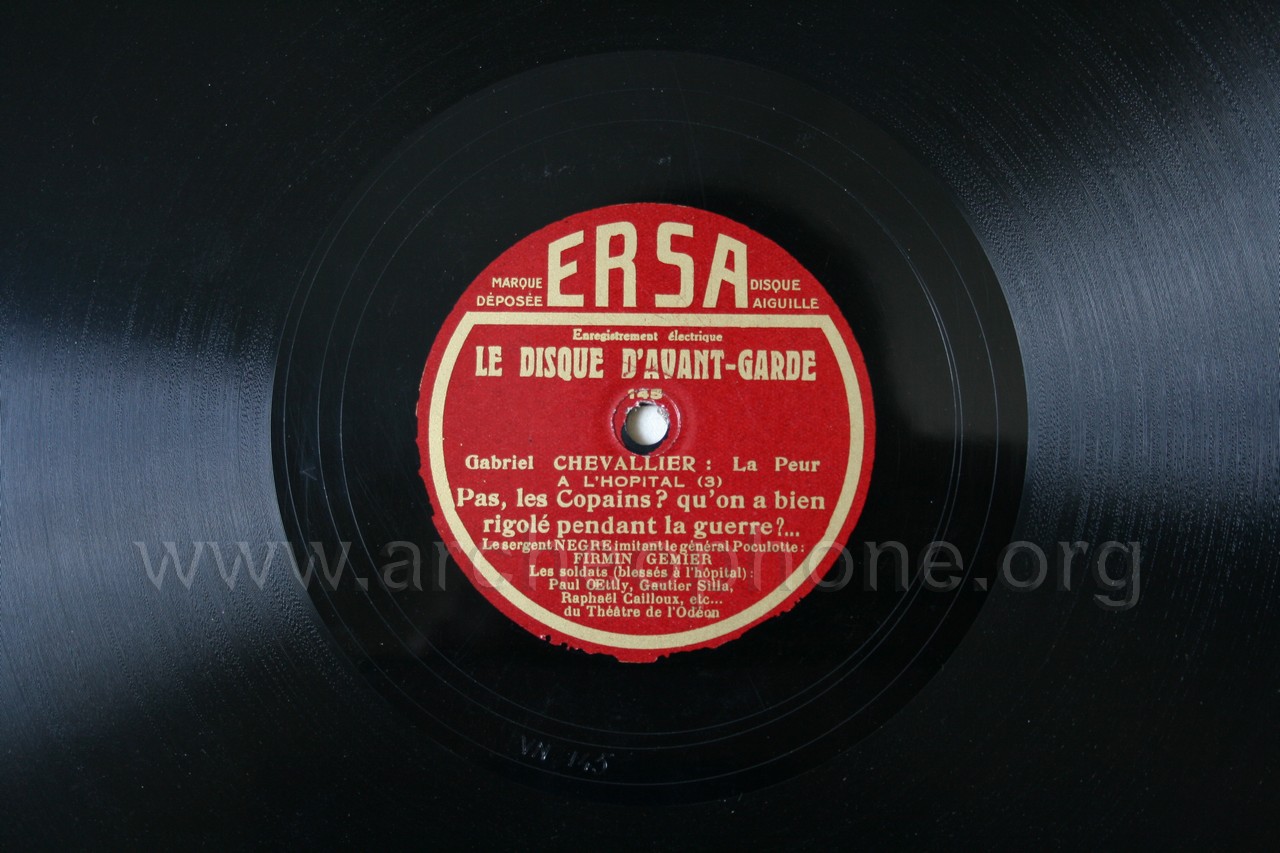 ERSA
MARQUE DÉPOSÉE
DISQUE AIGUILLE
Enregistrement électrique
LE DISQUE D'AVANT-GARDE
145
Gabriel CHEVALLIER : La Peur
A L'HOPITAL (3)
Pas, les Copains? qu'on a bien
rigolé pendant la guerre?...
Le sergent NEGRE imitant le général Poculotte :
FIRMIN GEMIER
Les soldats (blessés à l'hôpital) :
Paul Œttly, Gautier Silla,
Raphaël Cailloux, etc...
du Théâtre de l'Odéon
www.archeophone.org
VN 145